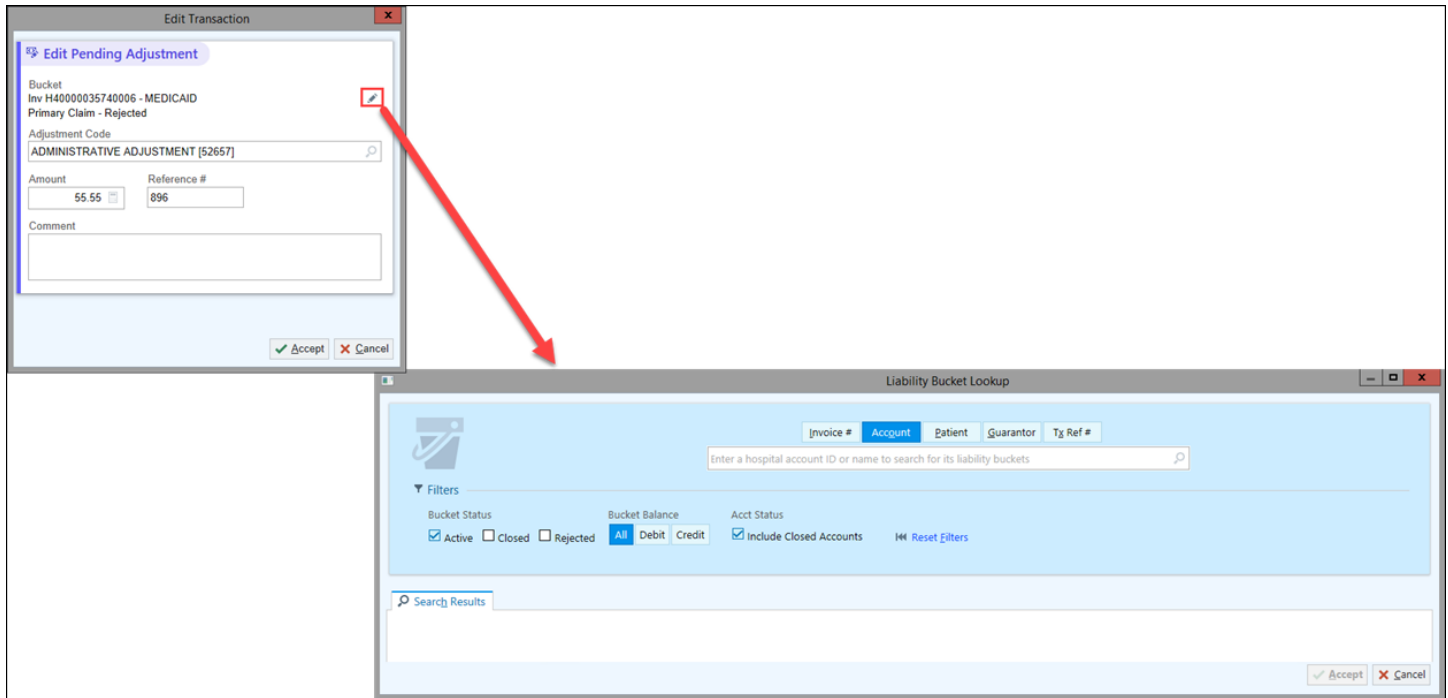 Edit Transaction
x
Edit Pending Adjustment
Bucket
Inv H40000035740006 - MEDICAID
Primary Claim - Rejected
Adjustment Code
ADMINISTRATIVE ADJUSTMENT [52657]
Amount Reference #
55.55 896
Comment
Accept Cancel
Liability Bucket Lookup
x
Invoice # Account Patient Guarantor Tx Ref #
Enter a hospital account ID or name to search for its liability buckets
Filters
Bucket Status Bucket Balance Acct Status
Active Closed Rejected All Debit Credit Include Closed Accounts Reset Filters
Search Results
Accept Cancel